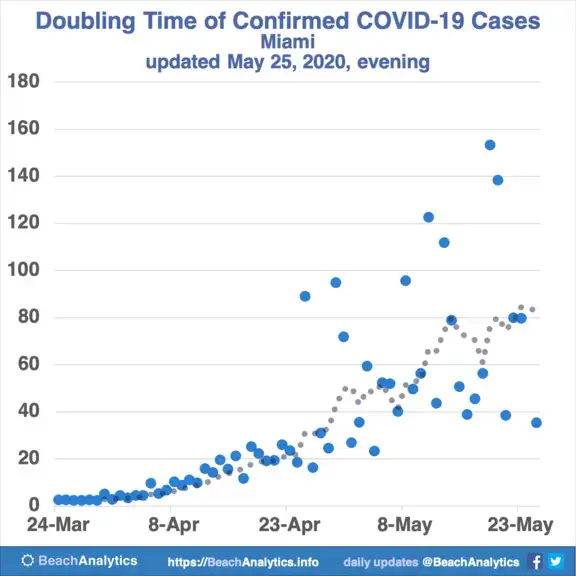 Doubling Time of Confirmed COVID-19 Cases
Miami
updated May 25, 2020, evening
180
160
140
120
100
80
60
40
20
0
24-Mar 8-Apr 23-Apr 8-May 23-May
BeachAnalytics https://BeachAnalytics.info daily updates @BeachAnalytics